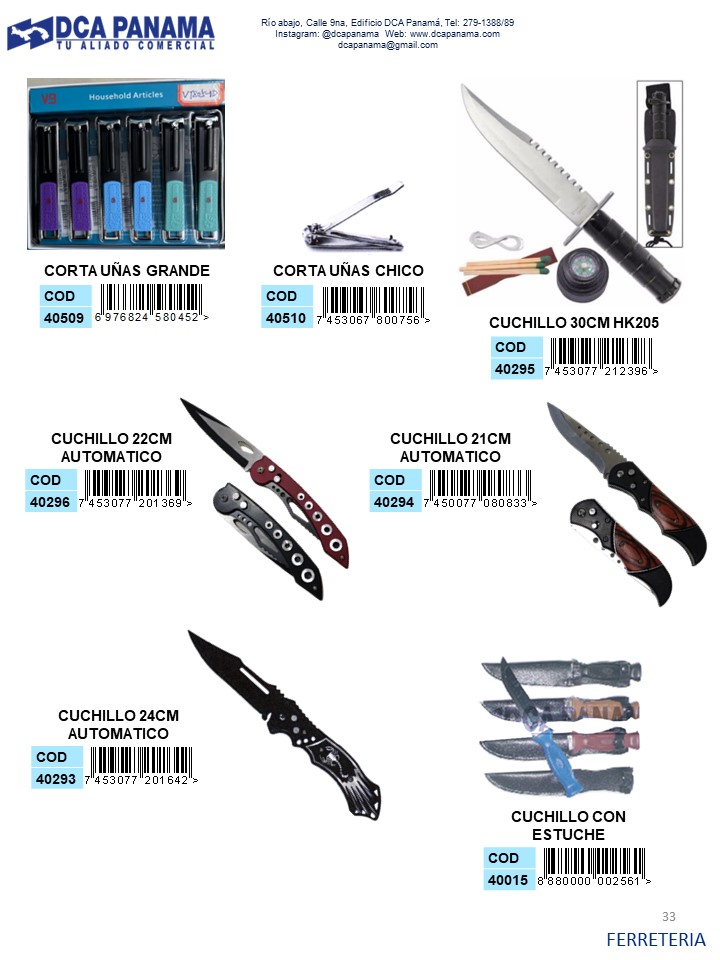 DCA PANAMA
TU ALIADO COMERCIAL
Río abajo, Calle 9na, Edificio DCA Panamá, Tel: 279-1388/89
Instagram: @dcapanama Web: www.dcapanama.com
dcapanama@gmail.com
Household Articles
CORTA UÑAS GRANDE
COD
40509
6 976824 580452 >
CORTA UÑAS CHICO
COD
40510
7 453067 800756 >
CUCHILLO 30CM HK205
COD
40295
7 453077 212396 >
CUCHILLO 22CM
AUTOMATICO
COD
40296
7 453077 201369 >
CUCHILLO 21CM
AUTOMATICO
COD
40294
7 450077 080833 >
CUCHILLO 24CM
AUTOMATICO
COD
40293
7 453077 201642 >
CUCHILLO CON
ESTUCHE
COD
40015
8 880000 002561 >
33
FERRETERIA